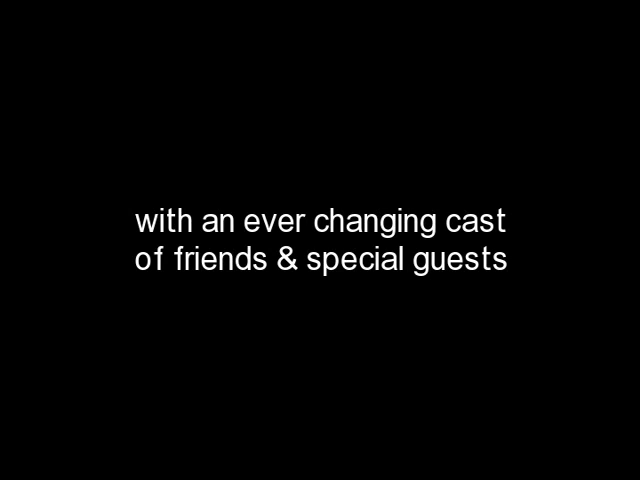 with an ever changing cast
of friends & special guests